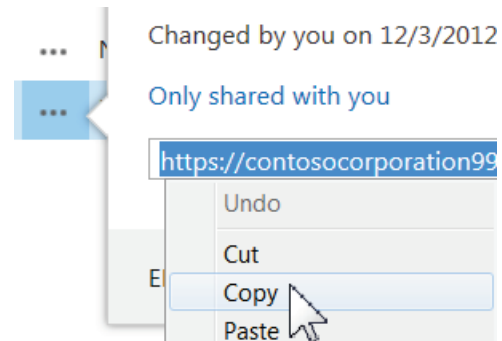 Changed by you on 12/3/2012
Only shared with you
https://contosocorporation99
Undo
Cut
Copy
Paste